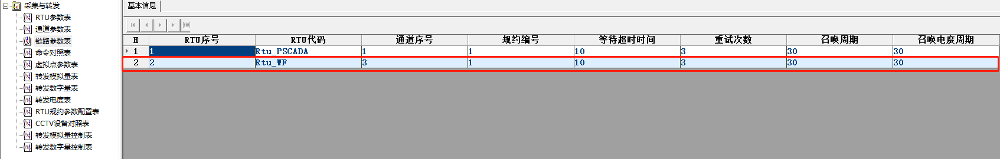 采集与转发
RTU参数表
通道参数表
链路参数表
命令对照表
虚拟点参数表
转发模拟量表
转发数字量表
转发电度表
RTU规约参数配置表
CCTV设备对照表
转发模拟量控制表
转发数字量控制表
基本信息
H RTU序号 RTU代码 通道序号 规约编号 等待超时时间 重试次数 召唤周期 召唤电度周期
1 1 Rtu_PSCADA 1 1 10 3 30 30
2 2 Rtu_WF 3 1 10 3 30 30